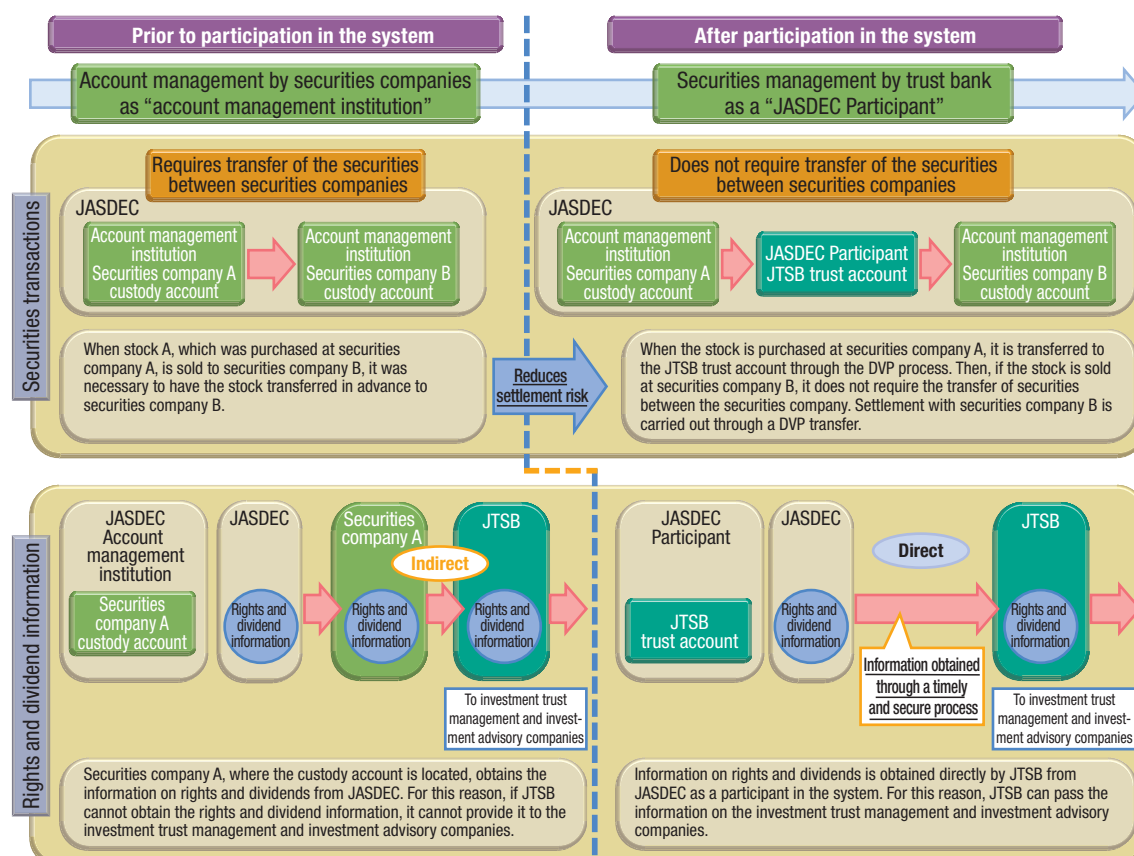 Prior to participation in the system
After participation in the system
Account management by securities companies
as “account management institution”
Securities management by trust bank
as a “JASDEC Participant”
Securities transactions
Requires transfer of the securities
between securities companies
JASDEC
Account management
institution
Securities company A
custody account
Account management
institution
Securities company B
custody account
When stock A, which was purchased at securities
company A, is sold to securities company B, it was
necessary to have the stock transferred in advance to
securities company B.
Reduces
settlement risk
Does not require transfer of the securities
between securities companies
JASDEC
Account management
institution
Securities company A
custody account
JASDEC Participant
JTSB trust account
Account management
institution
Securities company B
custody account
When the stock is purchased at securities company A, it is transferred to
the JTSB trust account through the DVP process. Then, if the stock is sold
at securities company B, it does not require the transfer of securities
between the securities company. Settlement with securities company B is
carried out through a DVP transfer.
Rights and dividend information
JASDEC
Account
management
institution
Securities
company A
custody account
JASDEC
Rights and
dividend
information
Securities
company A
Rights and
dividend
information
Indirect
JTSB
Rights and
dividend
information
To investment trust
management and invest-
ment advisory companies
Securities company A, where the custody account is located, obtains the
information on rights and dividends from JASDEC. For this reason, if JTSB
cannot obtain the rights and dividend information, it cannot provide it to the
investment trust management and investment advisory companies.
JASDEC
Participant
JTSB
trust account
JASDEC
Rights and
dividend
information
Direct
Information obtained
through a timely
and secure process
JTSB
Rights and
dividend
information
To investment trust
management and invest-
ment advisory companies
Information on rights and dividends is obtained directly by JTSB from
JASDEC as a participant in the system. For this reason, JTSB can pass the
information on the investment trust management and investment advisory
companies.